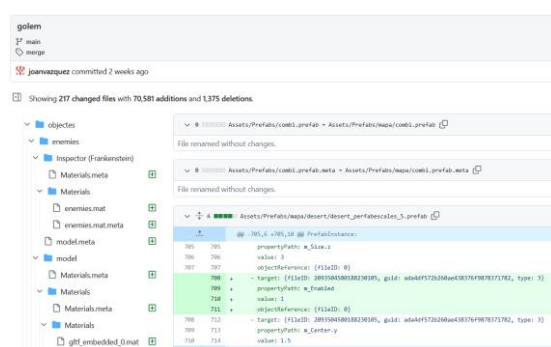 golem
main
merge
joanvazquez committed 2 weeks ago
Showing 217 changed files with 70,581 additions and 1,375 deletions.
objectes
enemies
Inspector (Frankenstein)
Materials.meta
Materials
enemies.mat
enemies.mat.meta
model.meta
model
Materials.meta
Materials
Materials.meta
Materials
gltf_embedded_0.mat
0 Assets/Prefabs/combi.prefab → Assets/Prefabs/mapa/combi.prefab
File renamed without changes.
0 Assets/Prefabs/combi.prefab.meta → Assets/Prefabs/mapa/combi.prefab.meta
File renamed without changes.
4 Assets/Prefabs/mapa/desert/desert_perfabescales_5.prefab
@@ -705,6 +705,10 @@ PrefabInstance:
705 705 propertyPath: m_Size.z
706 706 value: 3
707 707 objectReference: {fileID: 0}
708 + - target: {fileID: 2093504500188230105, guid: ada4df572b260ae438376f9878371782, type: 3}
709 + propertyPath: m_Enabled
710 + value: 1
711 + objectReference: {fileID: 0}
708 712 - target: {fileID: 2093504500188230105, guid: ada4df572b260ae438376f9878371782, type: 3}
709 713 propertyPath: m_Center.y
710 714 value: 1.5